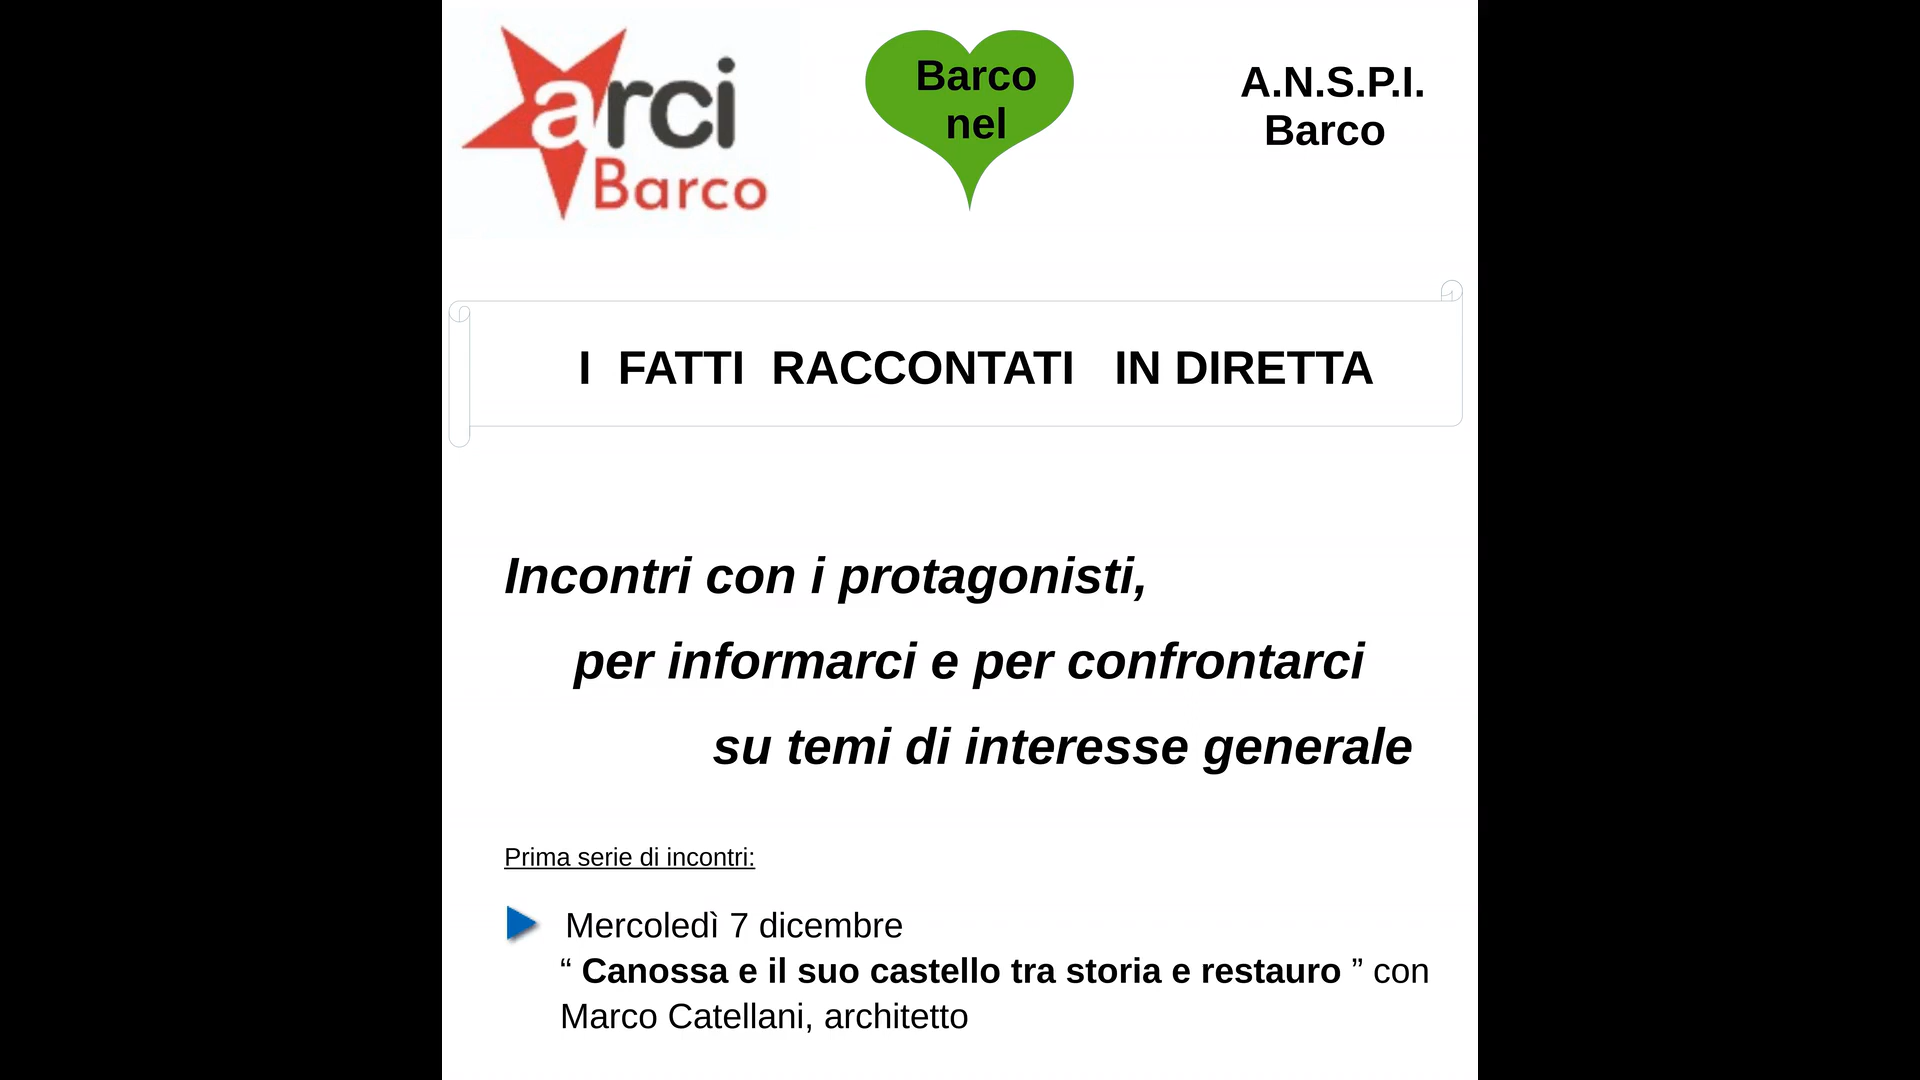 arci
Barco
Barco
nel
A.N.S.P.I.
Barco
I FATTI RACCONTATI IN DIRETTA
Incontri con i protagonisti,
per informarci e per confrontarci
su temi di interesse generale
Prima serie di incontri:
Mercoledì 7 dicembre
“ Canossa e il suo castello tra storia e restauro ” con
Marco Catellani, architetto